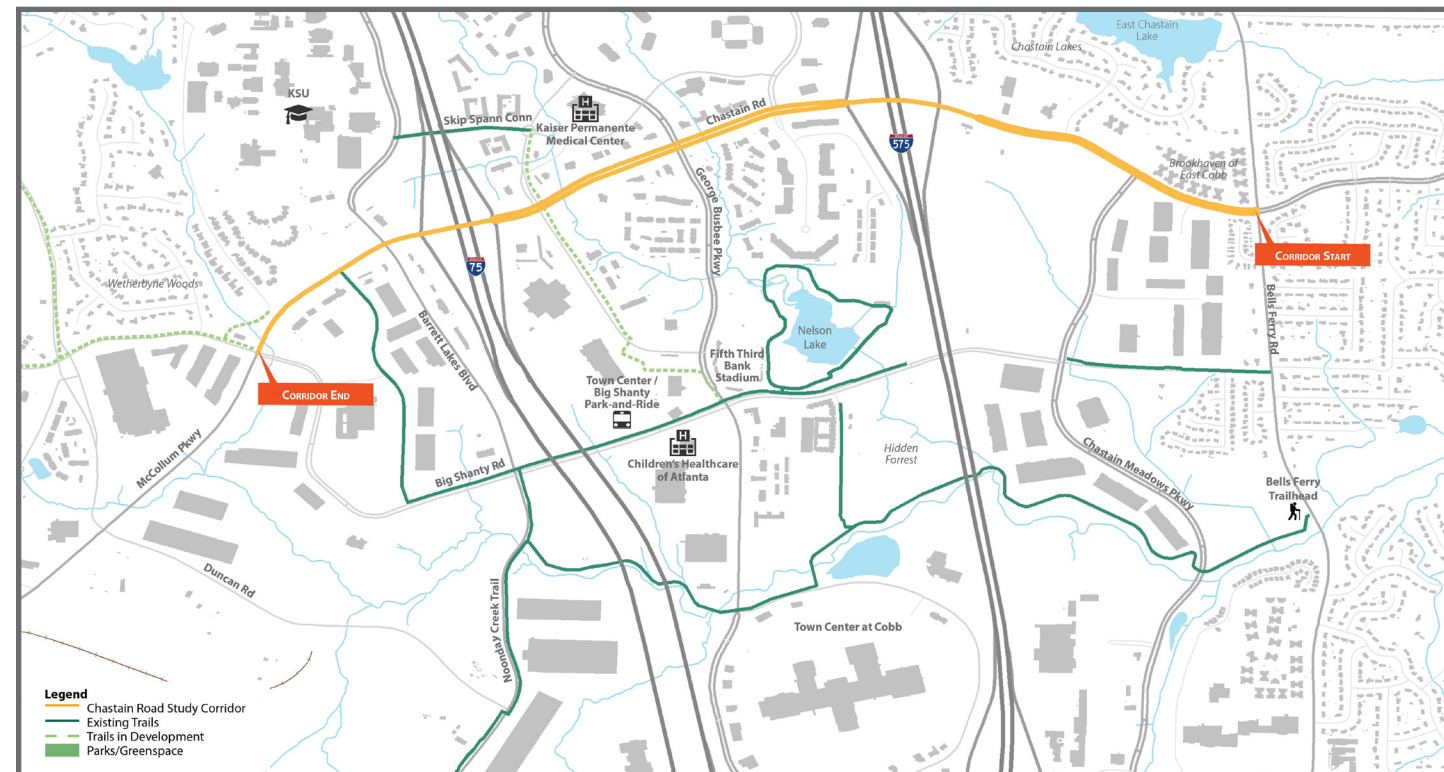 East Chastain
Lake
Chastain Lakes
KSU
Skip Spann Conn
Kaiser Permanente
Medical Center
Chastain Rd
INTERSTATE
575
Brookhaven of
East Cobb
George Busbee Pkwy
CORRIDOR START
INTERSTATE
75
Wetherbyne Woods
Bells Ferry Rd
Barrett Lakes Blvd
Nelson
Lake
Fifth Third
Bank
Stadium
CORRIDOR END
Town Center /
Big Shanty
Park-and-Ride
McCollum Pkwy
Big Shanty Rd
Children's Healthcare
of Atlanta
Hidden
Forrest
Chastain Meadows Pkwy
Bells Ferry
Trailhead
Duncan Rd
Noonday Creek Trail
Town Center at Cobb
Legend
Chastain Road Study Corridor
Existing Trails
Trails in Development
Parks/Greenspace
H
H